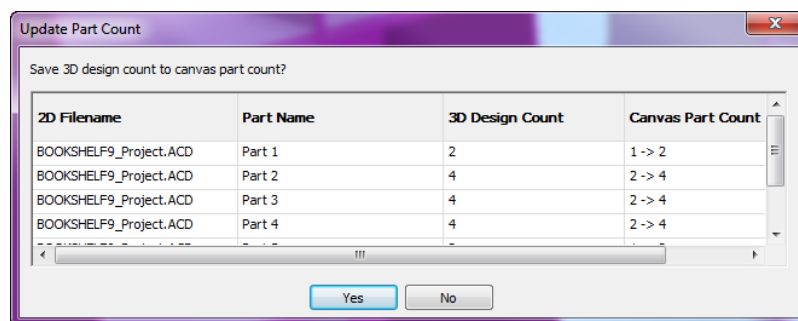 Update Part Count
Save 3D design count to canvas part count?
2D Filename Part Name 3D Design Count Canvas Part Count
BOOKSHELF9_Project.ACD Part 1 2 1 -> 2
BOOKSHELF9_Project.ACD Part 2 4 2 -> 4
BOOKSHELF9_Project.ACD Part 3 4 2 -> 4
BOOKSHELF9_Project.ACD Part 4 4 2 -> 4
Yes No